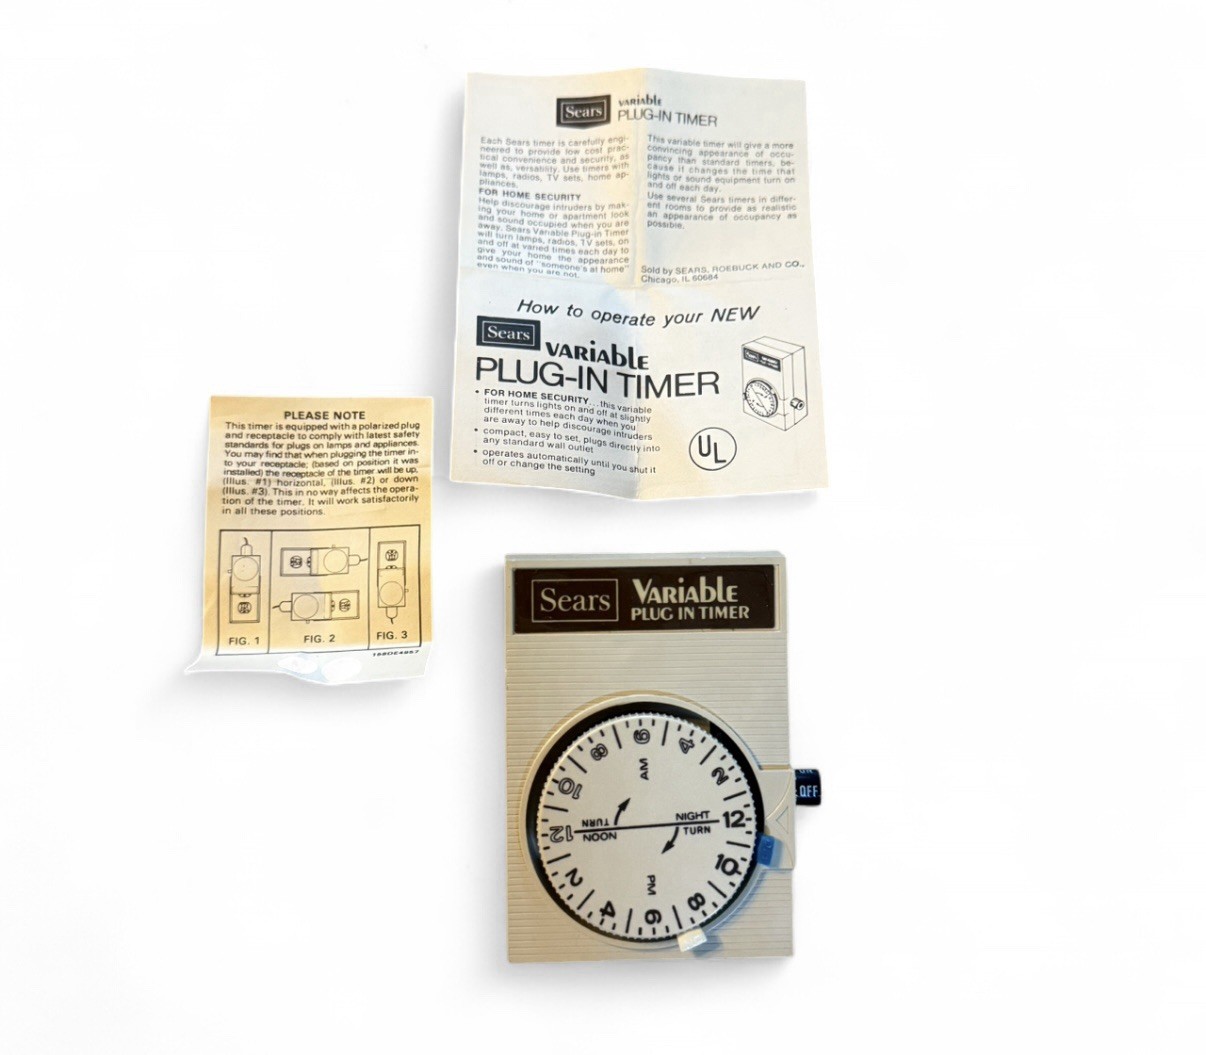 Sears
VARIAblE
PLUG-IN TIMER
Each Sears timer is carefully engi-
neered to provide low cost prac-
tical convenience and security, as
well as, versatility. Use timers with
lamps, radios, TV sets, home ap-
pliances.
FOR HOME SECURITY
Help discourage intruders by mak-
ing your home or apartment look
and sound occupied when you are
away. Sears Variable Plug-in Timer
will turn lamps, radios, TV sets, on
and off at varied times each day to
give your home the appearance
and sound of "someone's at home"
even when you are not.
This variable timer will give a more
convincing appearance of occu-
pancy than standard timers, be-
cause it changes the time that
lights or sound equipment turn on
and off each day.
Use several Sears timers in differ-
ent rooms to provide as realistic
an appearance of occupancy as
possible.
Sold by SEARS, ROEBUCK AND CO.,
Chicago, IL 60684
How to operate your NEW
Sears
VARIAblE
PLUG-IN TIMER
• FOR HOME SECURITY...this variable
timer turns lights on and off at slightly
different times each day when you
are away to help discourage intruders
• compact, easy to set, plugs directly into
any standard wall outlet
• operates automatically until you shut it
off or change the setting
UL
PLEASE NOTE
This timer is equipped with a polarized plug
and receptacle to comply with latest safety
standards for plugs on lamps and appliances.
You may find that when plugging the timer in-
to your receptacle; (based on position it was
installed) the receptacle of the timer will be up,
(Illus. #1) horizontal, (Illus. #2) or down
(Illus. #3). This in no way affects the opera-
tion of the timer. It will work satisfactorily
in all these positions.
FIG. 1
FIG. 2
FIG. 3
Sears
VARIAblE
PLUG IN TIMER
6
4
2
12
10
8
6
4
2
12
10
8
AM
NIGHT
TURN
PM
NOON
TURN
ON
OFF